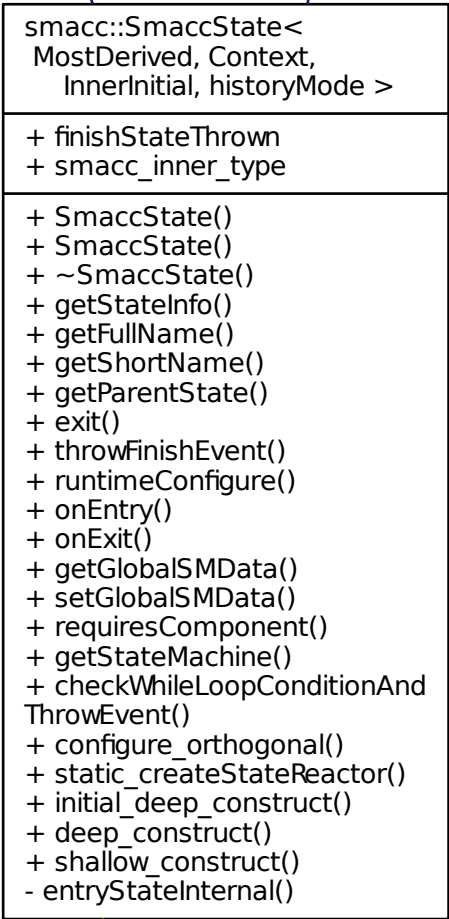 smacc::SmaccState<
MostDerived, Context,
InnerInitial, historyMode >
+ finishStateThrown
+ smacc_inner_type
+ SmaccState()
+ SmaccState()
+ ~SmaccState()
+ getStateInfo()
+ getFullName()
+ getShortName()
+ getParentState()
+ exit()
+ throwFinishEvent()
+ runtimeConfigure()
+ onEntry()
+ onExit()
+ getGlobalSMData()
+ setGlobalSMData()
+ requiresComponent()
+ getStateMachine()
+ checkWhileLoopConditionAnd
ThrowEvent()
+ configure_orthogonal()
+ static_createStateReactor()
+ initial_deep_construct()
+ deep_construct()
+ shallow_construct()
- entryStateInternal()